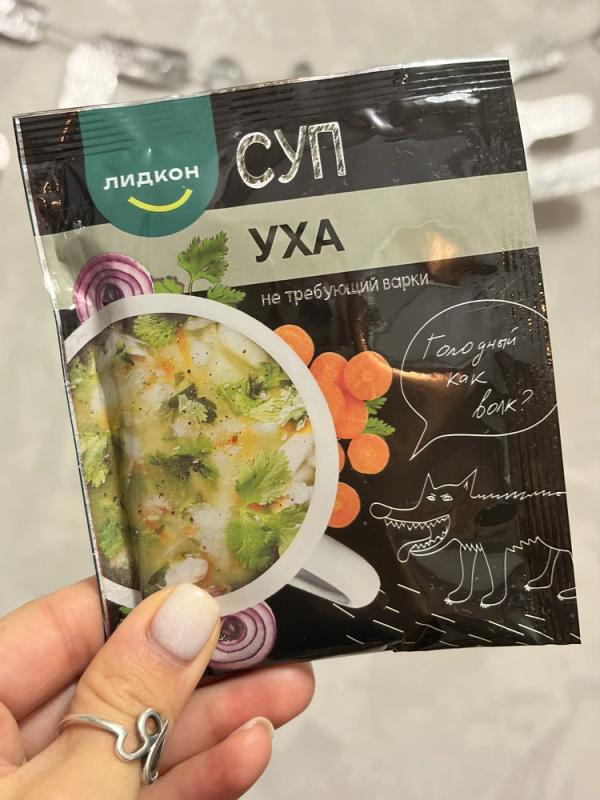 лидкон
СУП
УХА
не требующий варки
Голодный
как
волк?